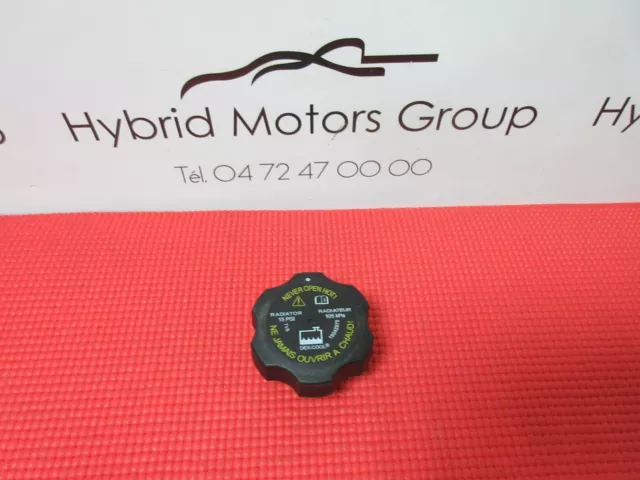 Hybrid Motors Group
Hy
Tél. 04 72 47 00 00
NEVER OPEN HOT!
RADIATOR
15 PSI
RADIATEUR
105 kPa
DEX-COOL®
NE JAMAIS OUVRIR A CHAUD!